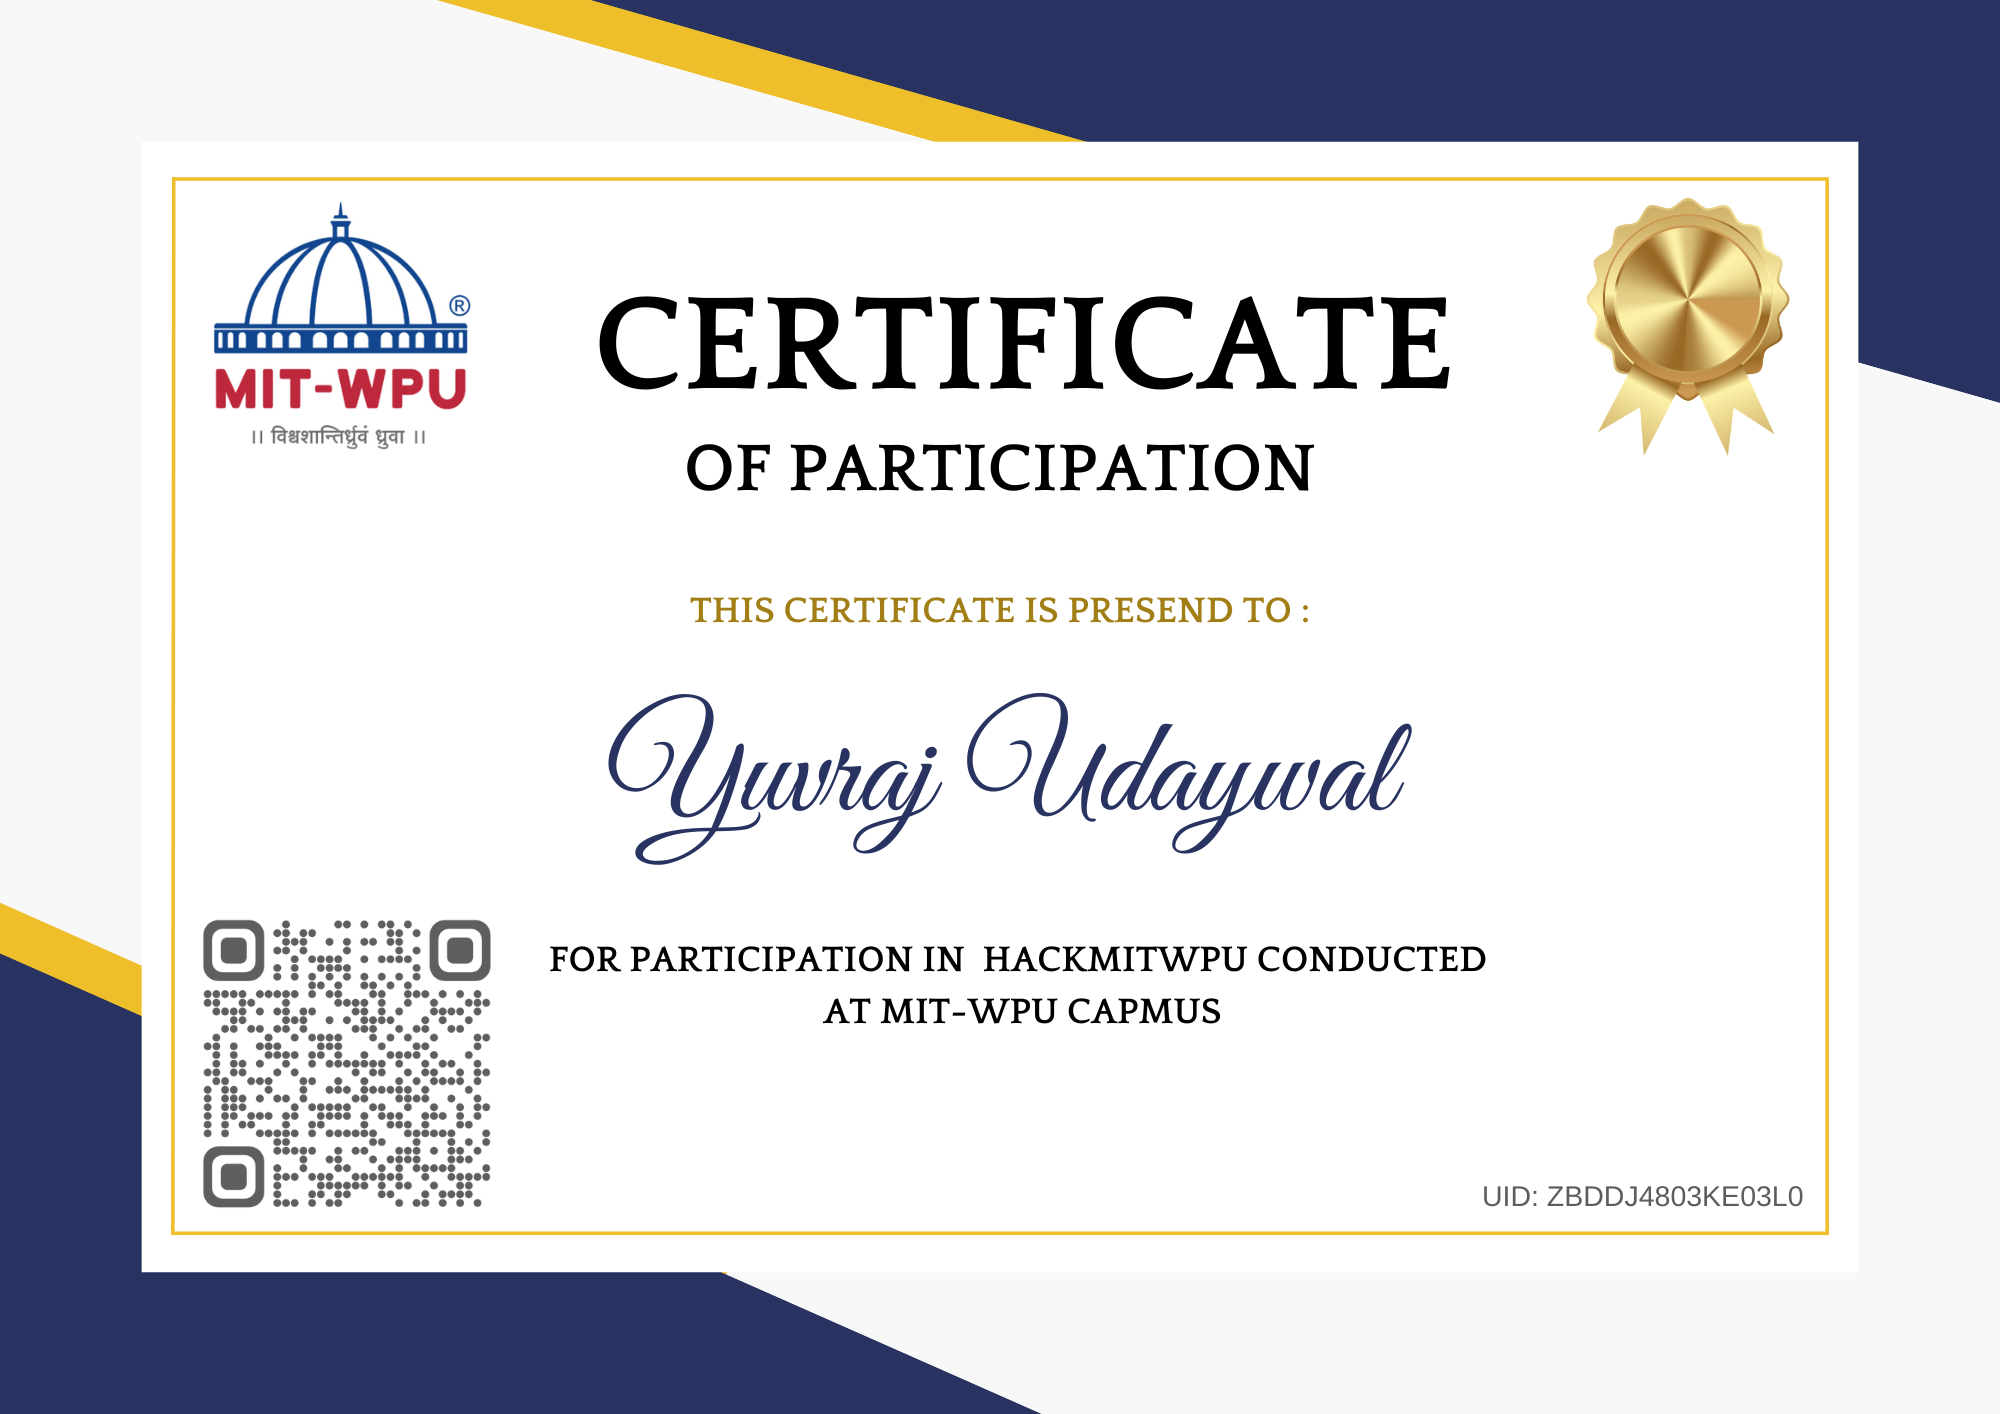 ®
MIT-WPU
।। विश्वशान्तिर्ध्रुवं ध्रुवा ।।
CERTIFICATE
OF PARTICIPATION
THIS CERTIFICATE IS PRESEND TO :
Yuvraj Udaywal
FOR PARTICIPATION IN HACKMITWPU CONDUCTED
AT MIT-WPU CAPMUS
UID: ZBDDJ4803KE03L0